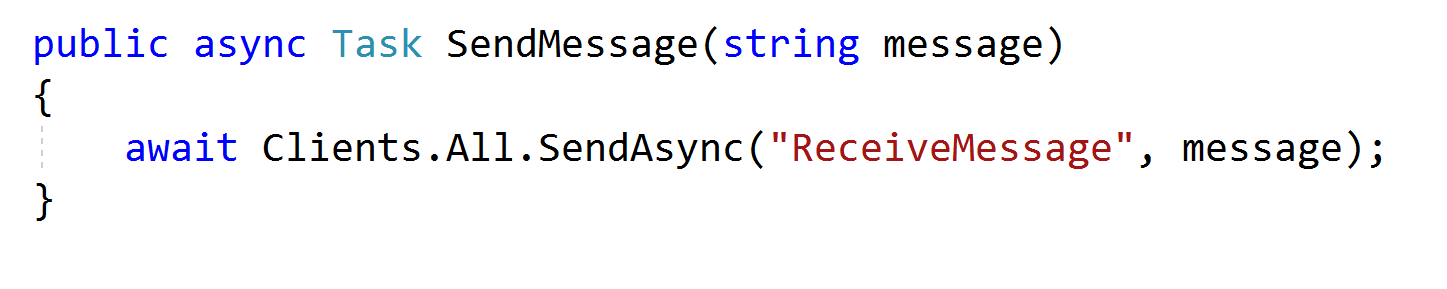 public async Task SendMessage(string message)
{
    await Clients.All.SendAsync("ReceiveMessage", message);
}